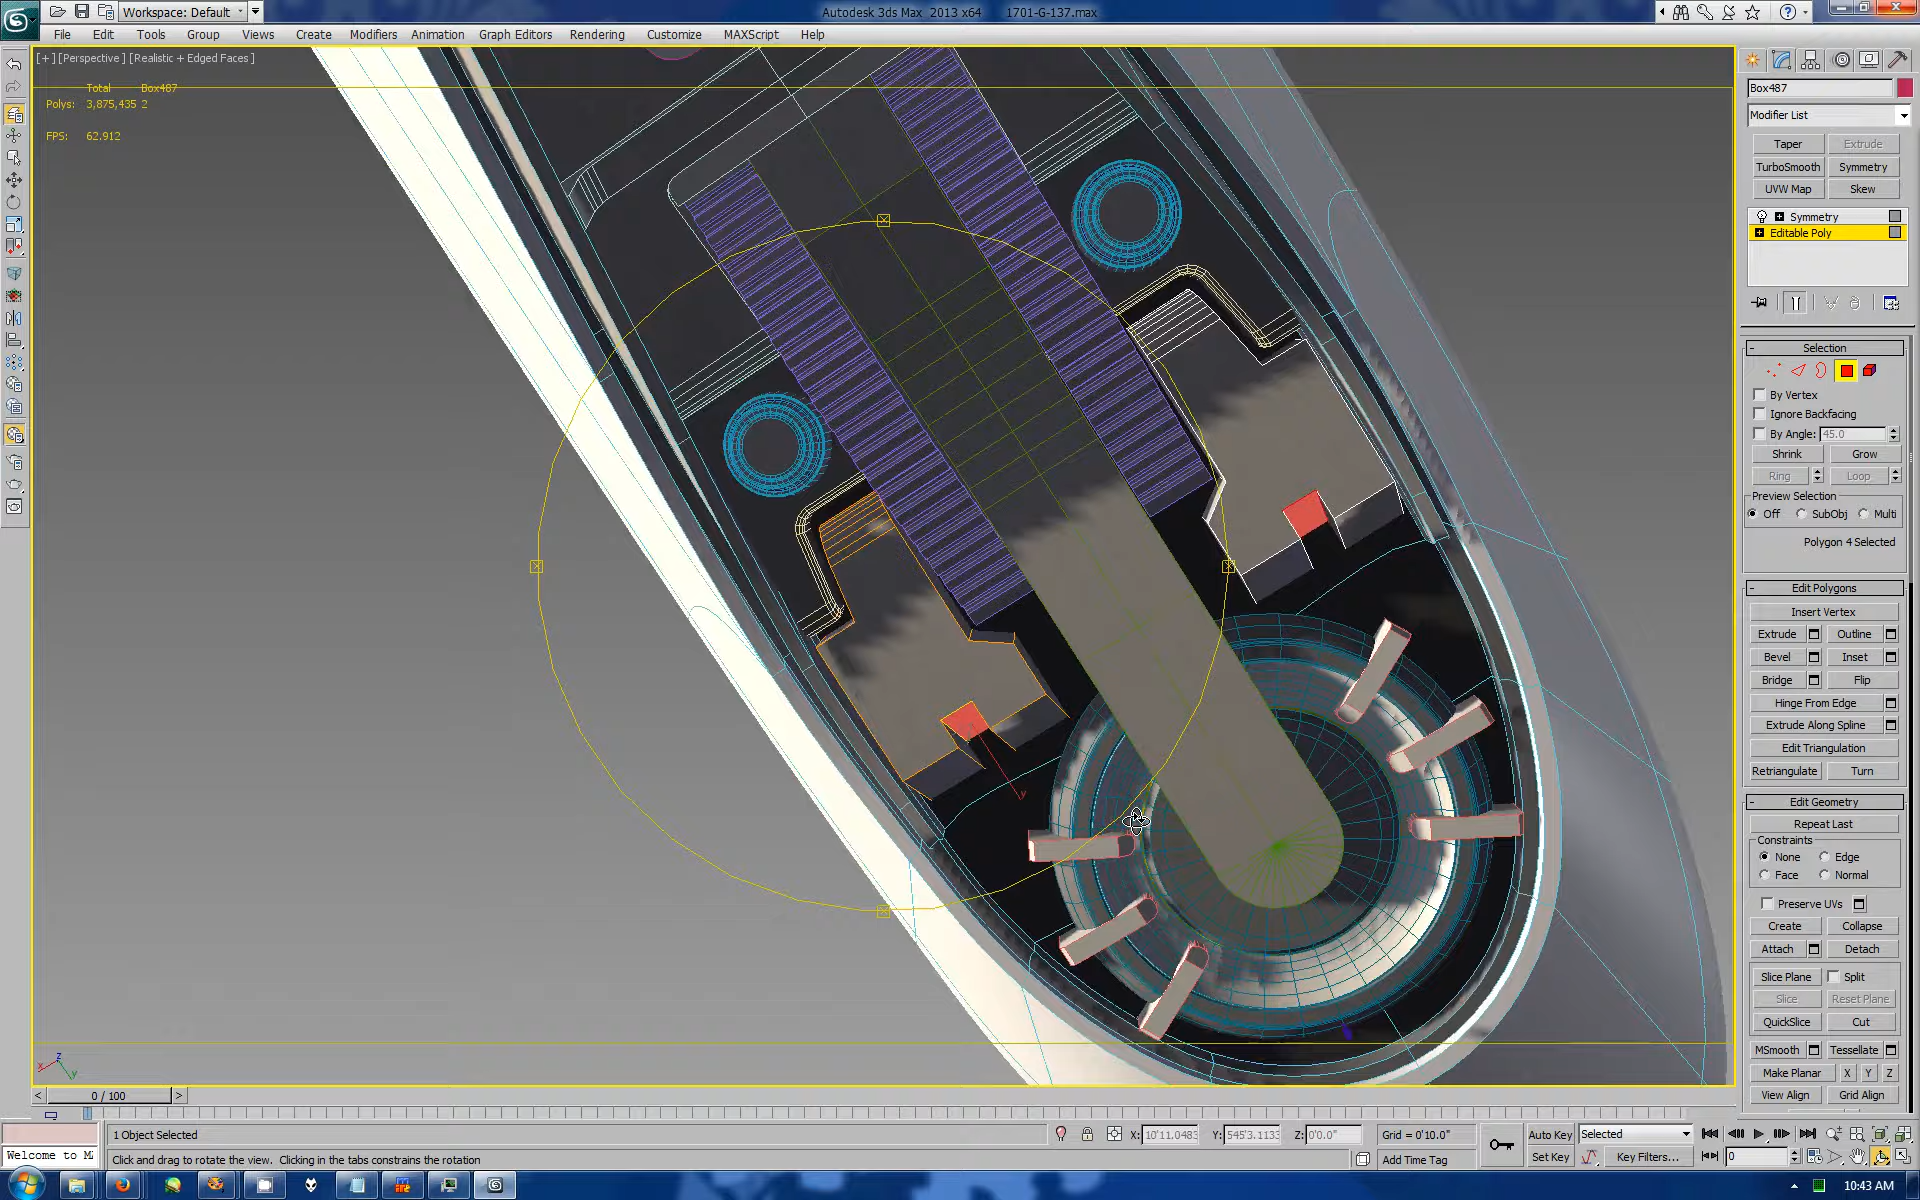 Workspace: Default
Autodesk 3ds Max 2013 x64 1701-G-137.max
File Edit Tools Group Views Create Modifiers Animation Graph Editors Rendering Customize MAXScript Help
[+] [Perspective] [Realistic + Edged Faces]
Total Box487
Polys: 3,875,435 2
FPS: 62.912
Box487
Modifier List
Taper Extrude
TurboSmooth Symmetry
UVW Map Skew
Symmetry
Editable Poly
Selection
By Vertex
Ignore Backfacing
By Angle: 45.0
Shrink Grow
Ring Loop
Preview Selection
Off SubObj Multi
Polygon 4 Selected
Edit Polygons
Insert Vertex
Extrude Outline
Bevel Inset
Bridge Flip
Hinge From Edge
Extrude Along Spline
Edit Triangulation
Retriangulate Turn
Edit Geometry
Repeat Last
Constraints
None Edge
Face Normal
Preserve UVs
Create Collapse
Attach Detach
Slice Plane Split
Slice Reset Plane
QuickSlice Cut
MSmooth Tessellate
Make Planar X Y Z
View Align Grid Align
z
x y
y
< 0 / 100 >
1 Object Selected X: 10'11.048 Y: 545'3.113 Z: 0'0.0" Grid = 0'10.0" Auto Key Selected
Welcome to M Click and drag to rotate the view. Clicking in the tabs constrains the rotation Add Time Tag Set Key Key Filters... 0
10:43 AM